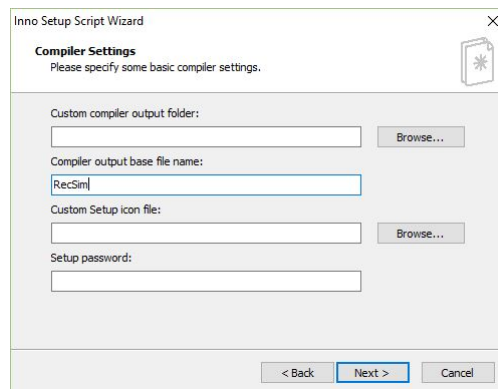 Inno Setup Script Wizard
Compiler Settings
Please specify some basic compiler settings.
Custom compiler output folder:
Browse...
Compiler output base file name:
RecSim
Custom Setup icon file:
Browse...
Setup password:
< Back Next > Cancel